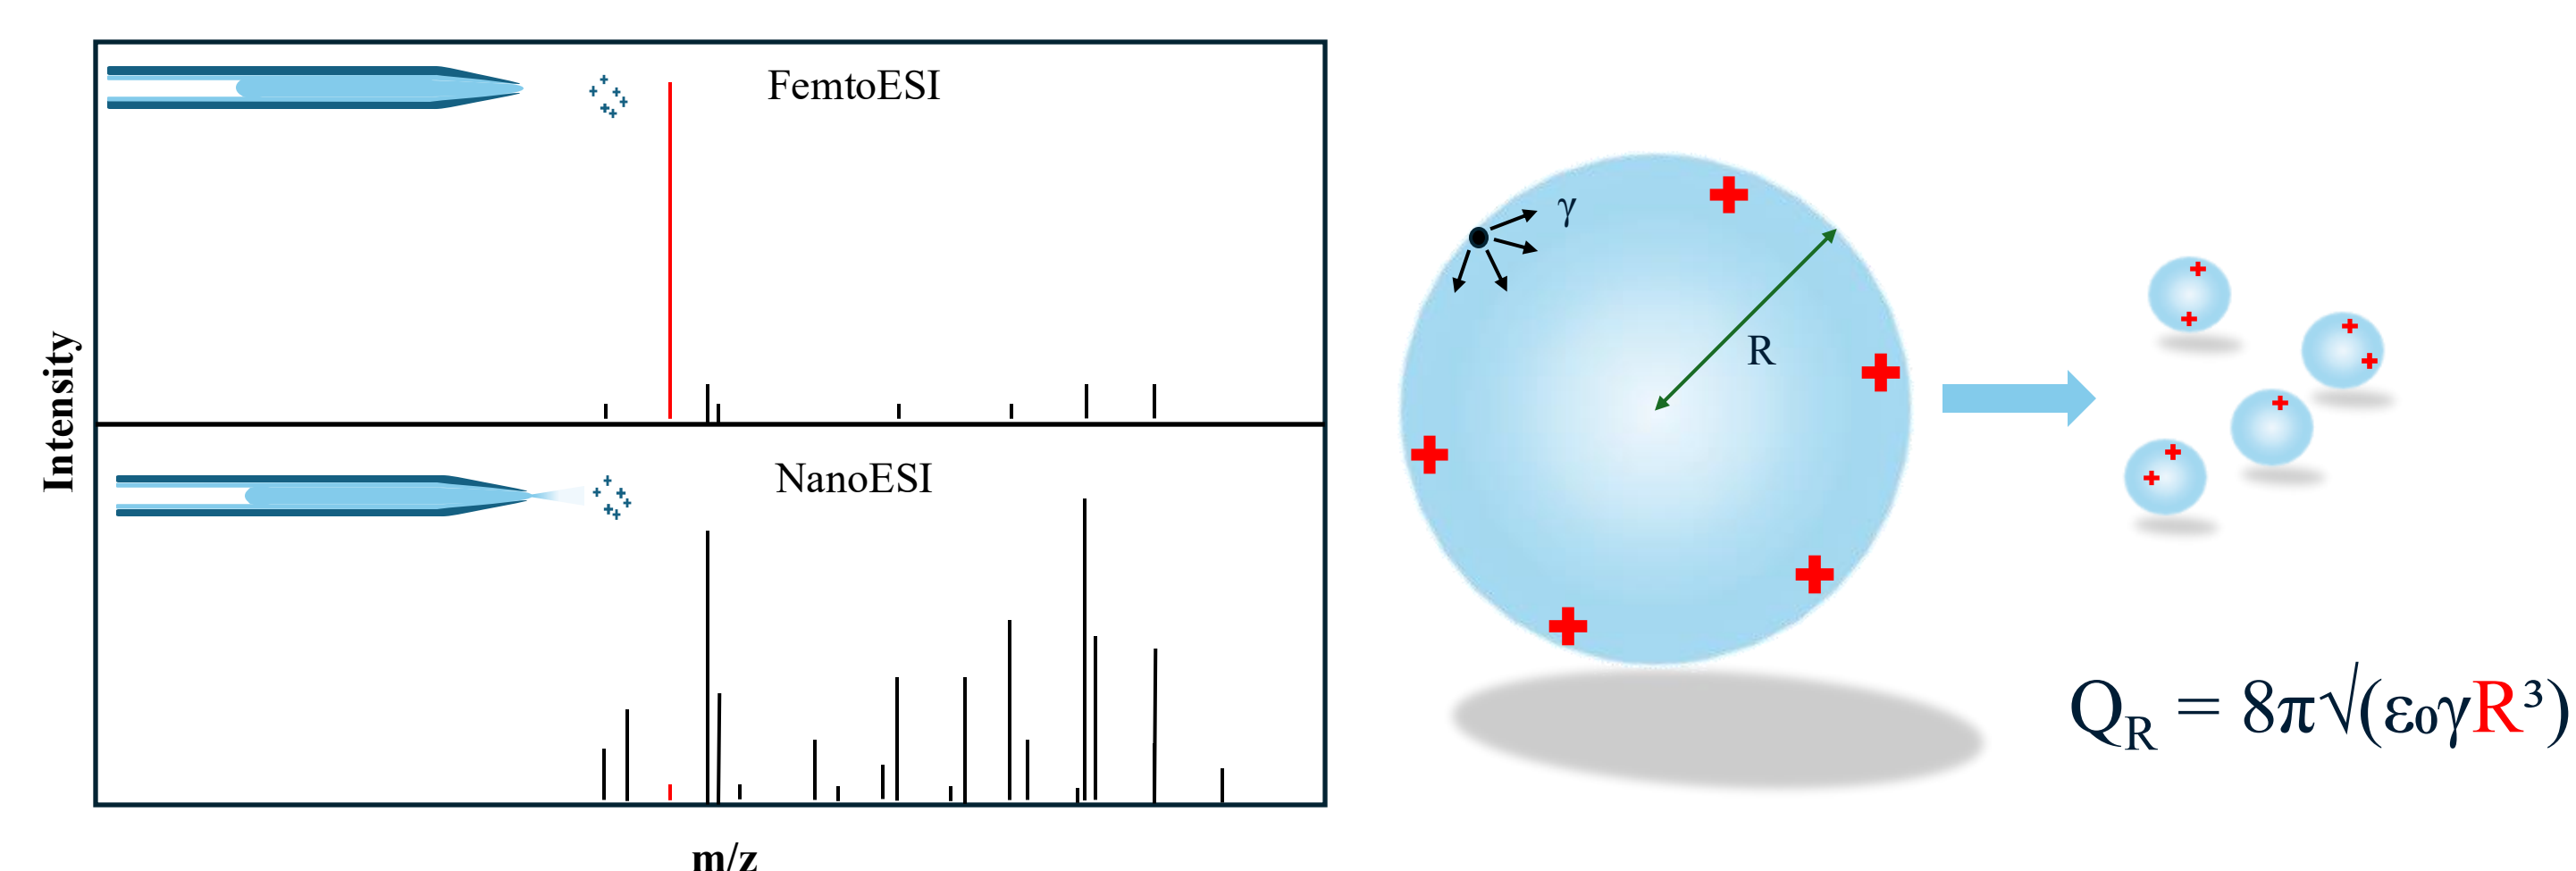 FemtoESI
NanoESI
Intensity
m/z
γ
R
Q_R = 8π√(ε₀γR³)